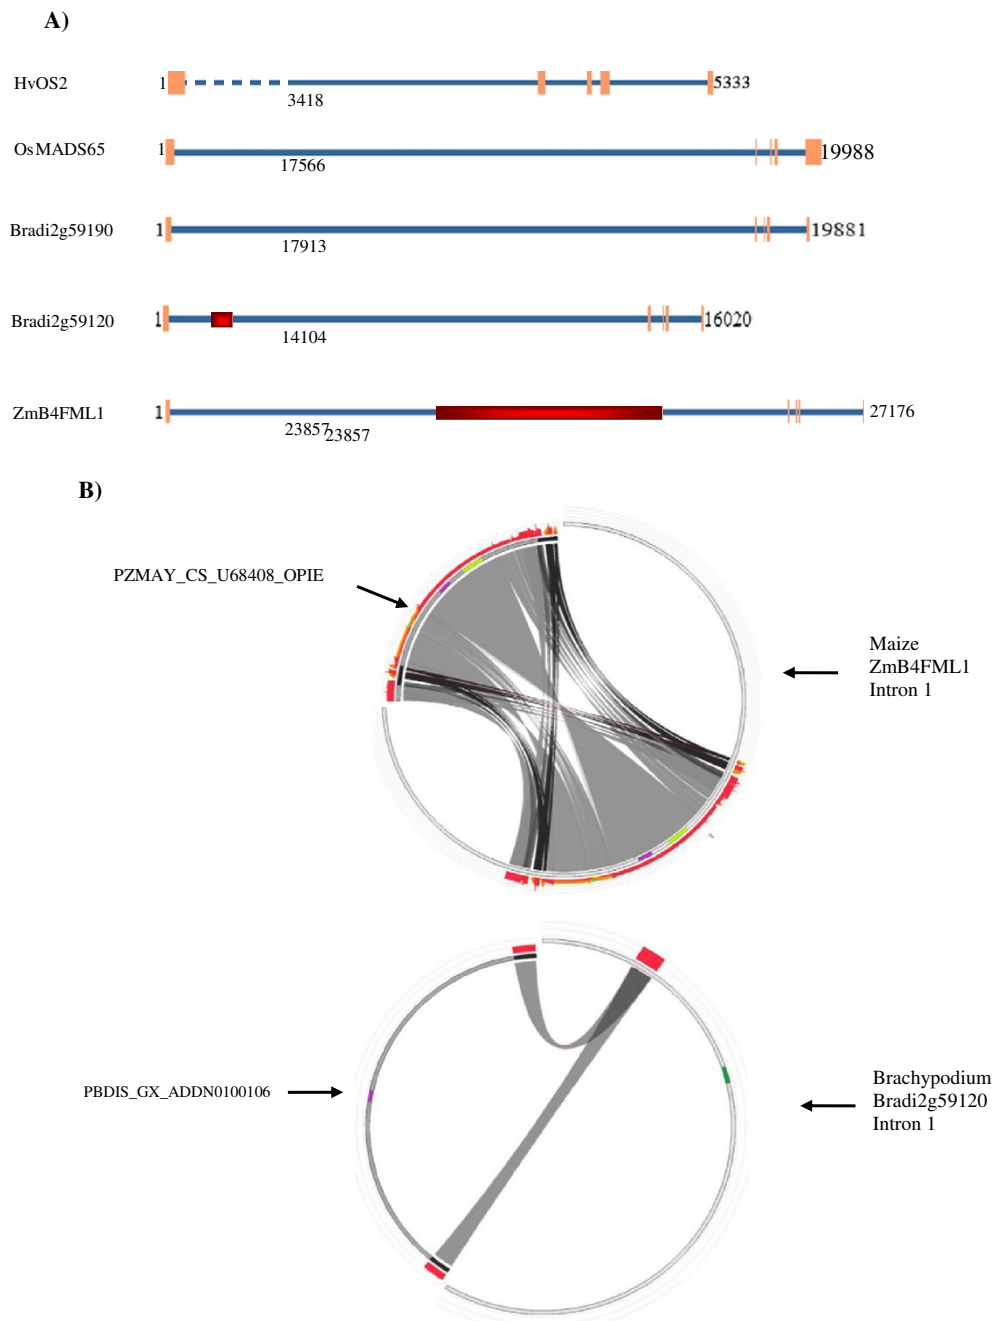 A)
HvOS2 1 5333
3418
OsMADS65 1 19988
17566
Bradi2g59190 1 19881
17913
Bradi2g59120 1 16020
14104
ZmB4FML1 1 27176
23857 23857
B)
PZMAY_CS_U68408_OPIE
Maize
ZmB4FML1
Intron 1
PBDIS_GX_ADDN0100106
Brachypodium
Bradi2g59120
Intron 1